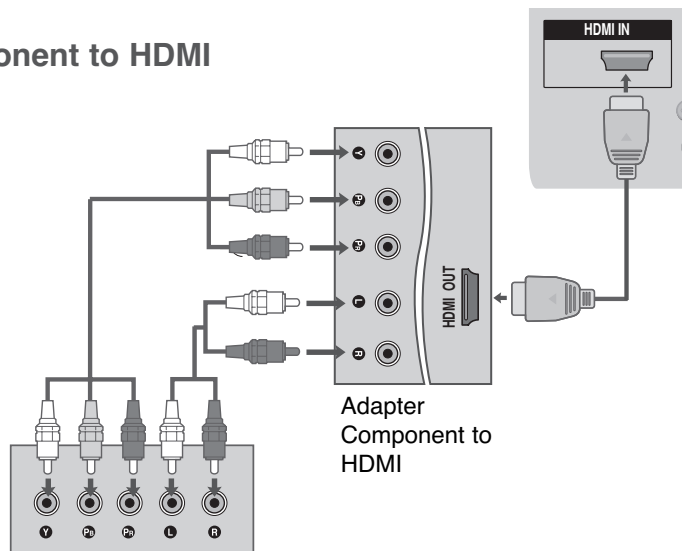 onent to HDMI
HDMI IN
Y
PB
PR
L
R
HDMI OUT
Adapter
Component to
HDMI
Y PB PR L R